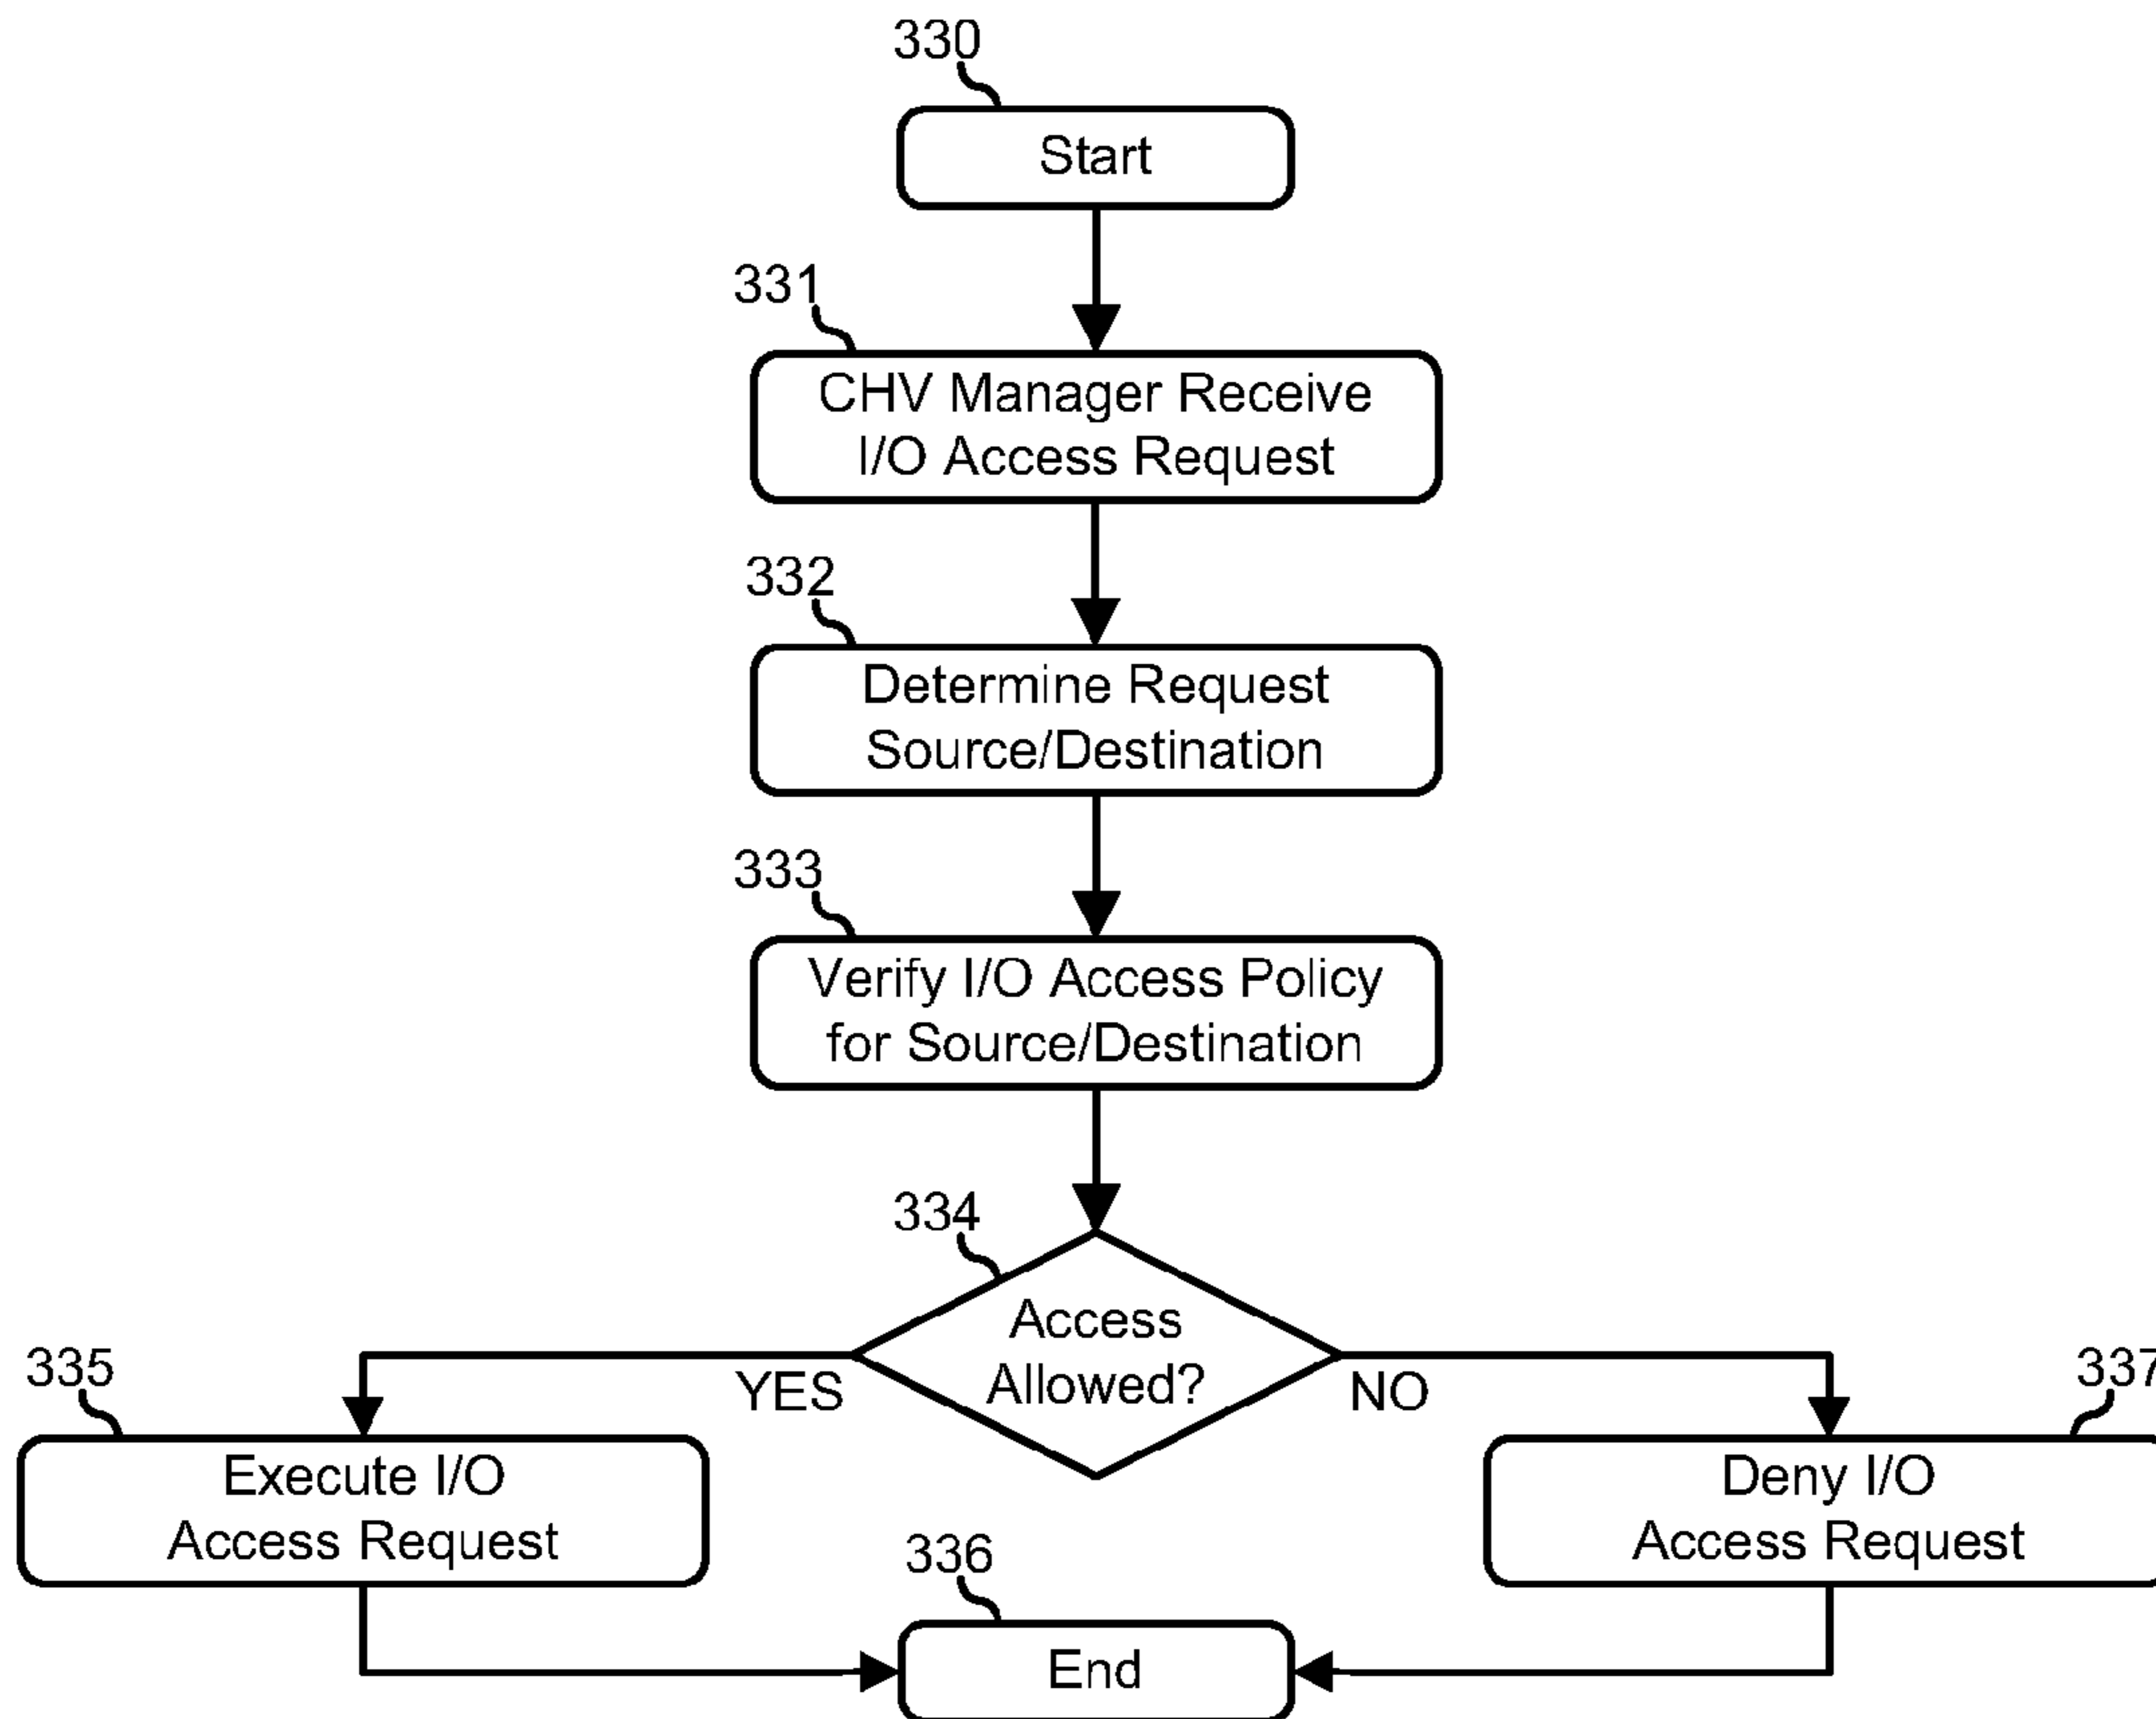 330
Start
331
CHV Manager Receive
I/O Access Request
332
Determine Request
Source/Destination
333
Verify I/O Access Policy
for Source/Destination
334
Access
Allowed?
YES
NO
335
Execute I/O
Access Request
337
Deny I/O
Access Request
336
End